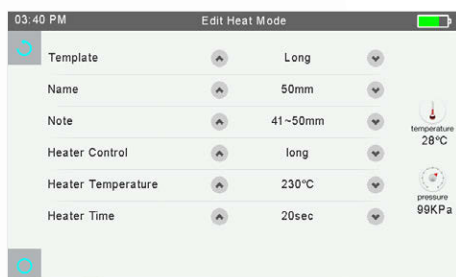 03:40 PM Edit Heat Mode
Template Long
Name 50mm
Note 41~50mm
Heater Control long
Heater Temperature 230°C
Heater Time 20sec
temperature
28°C
pressure
99KPa